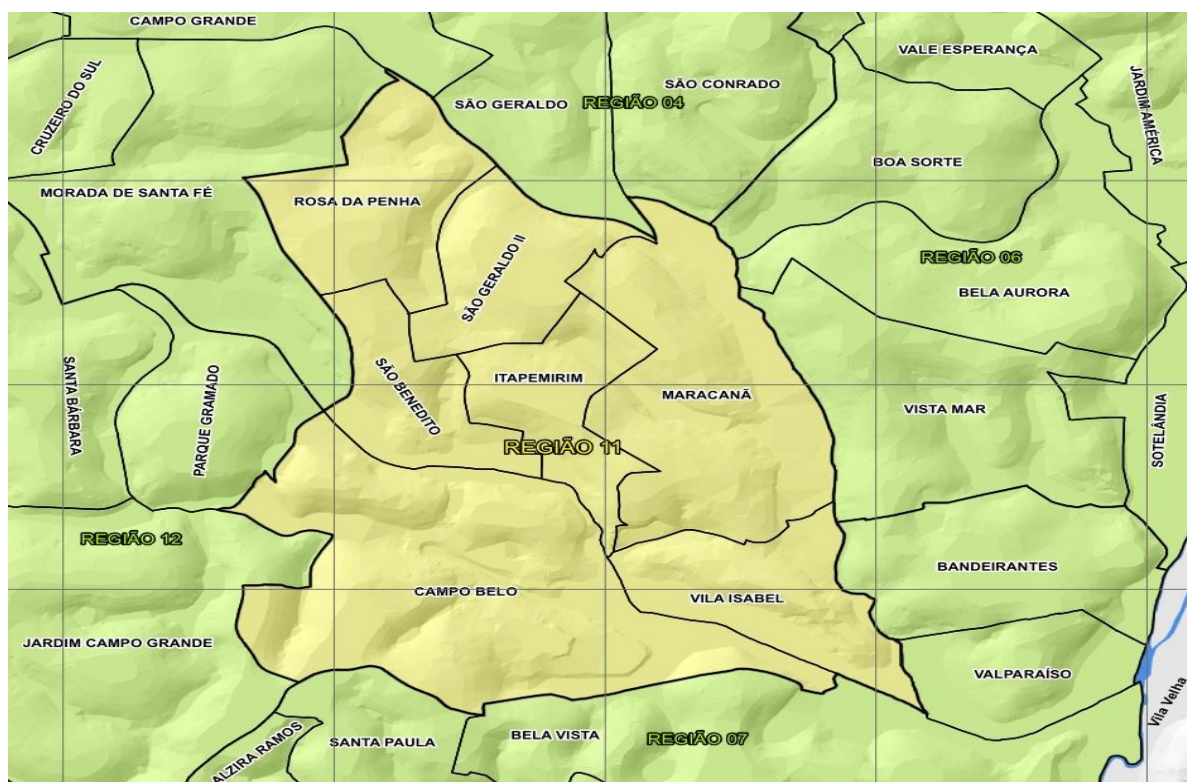 CAMPO GRANDE
VALE ESPERANÇA
CRUZEIRO DO SUL
SÃO GERALDO
REGIÃO 04
SÃO CONRADO
JARDIM AMÉRICA
BOA SORTE
MORADA DE SANTA FÉ
ROSA DA PENHA
SÃO GERALDO II
REGIÃO 06
BELA AURORA
SANTA BÁRBARA
PARQUE GRAMADO
SÃO BENEDITO
ITAPEMIRIM
MARACANÃ
VISTA MAR
SOTELÂNDIA
REGIÃO 11
REGIÃO 12
BANDEIRANTES
CAMPO BELO
VILA ISABEL
JARDIM CAMPO GRANDE
VALPARAÍSO
Vila Velha
ALZIRA RAMOS
SANTA PAULA
BELA VISTA
REGIÃO 07